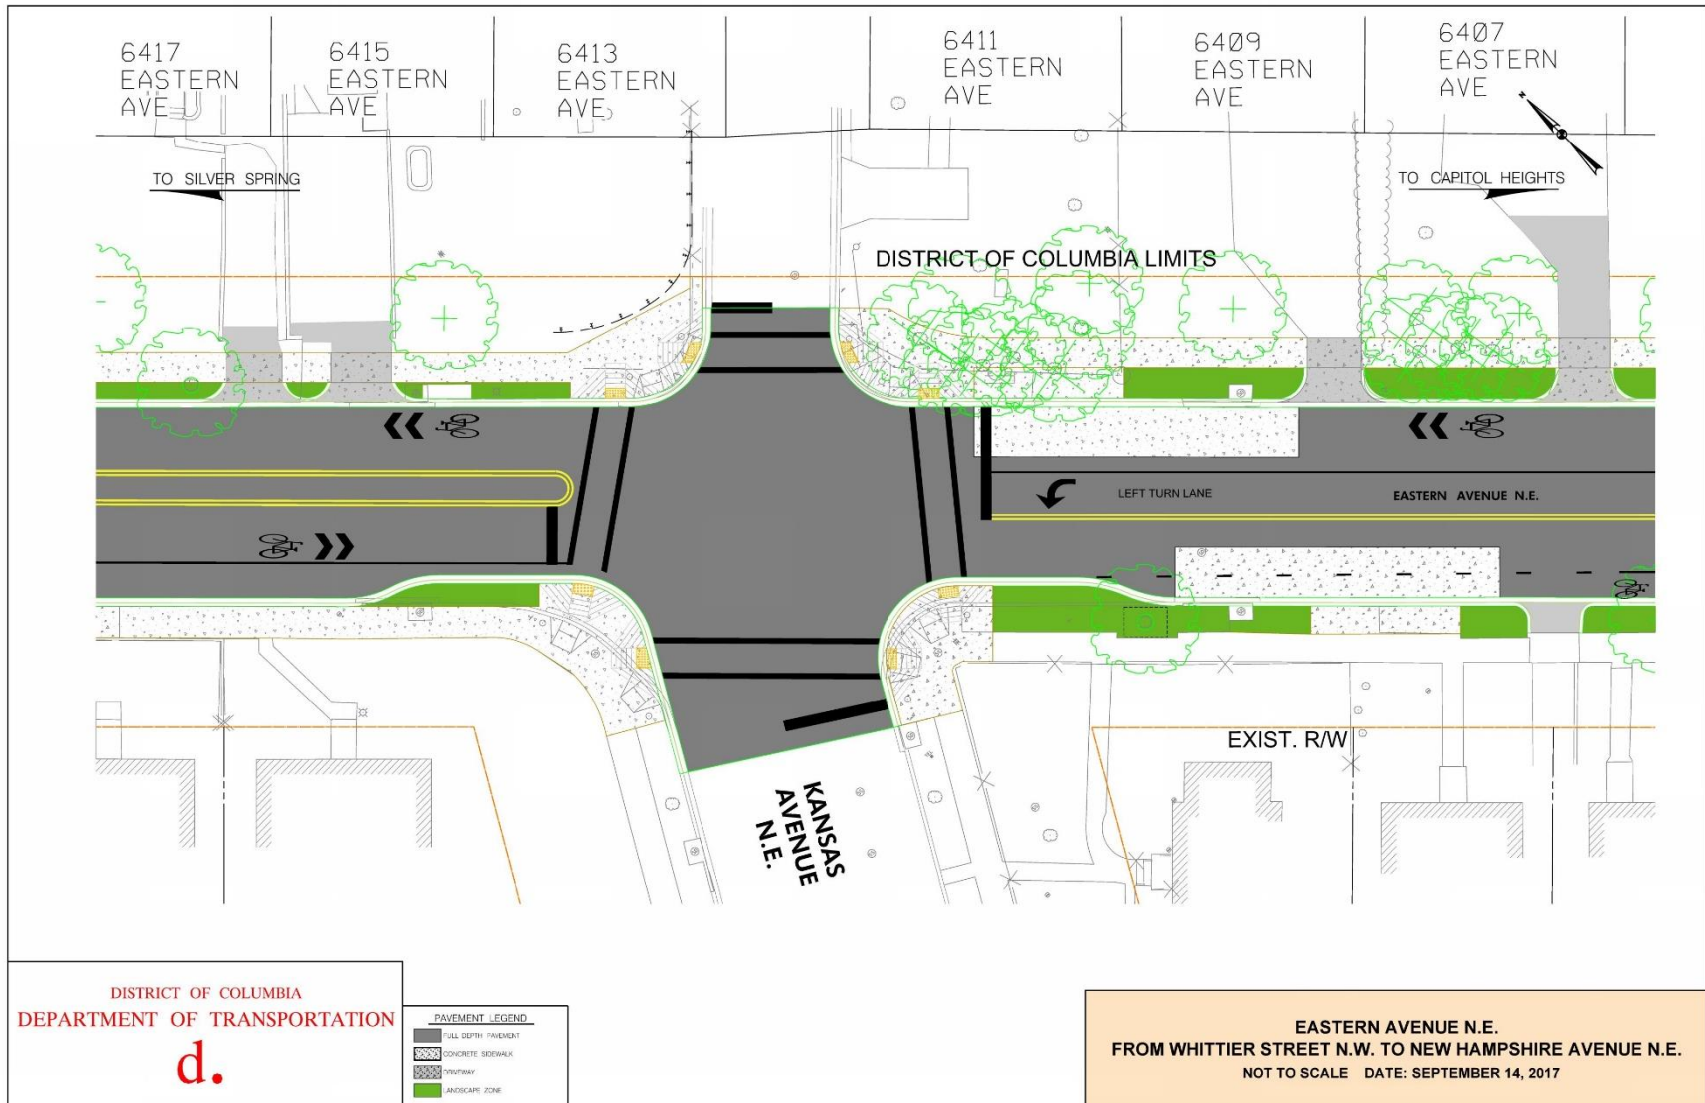 6417
EASTERN
AVE
6415
EASTERN
AVE
6413
EASTERN
AVE
6411
EASTERN
AVE
6409
EASTERN
AVE
6407
EASTERN
AVE
N
TO SILVER SPRING
TO CAPITOL HEIGHTS
DISTRICT OF COLUMBIA LIMITS
LEFT TURN LANE
EASTERN AVENUE N.E.
EXIST. R/W
KANSAS
AVENUE
N.E.
DISTRICT OF COLUMBIA
DEPARTMENT OF TRANSPORTATION
d.
PAVEMENT LEGEND
FULL DEPTH PAVEMENT
CONCRETE SIDEWALK
DRIVEWAY
LANDSCAPE ZONE
EASTERN AVENUE N.E.
FROM WHITTIER STREET N.W. TO NEW HAMPSHIRE AVENUE N.E.
NOT TO SCALE DATE: SEPTEMBER 14, 2017